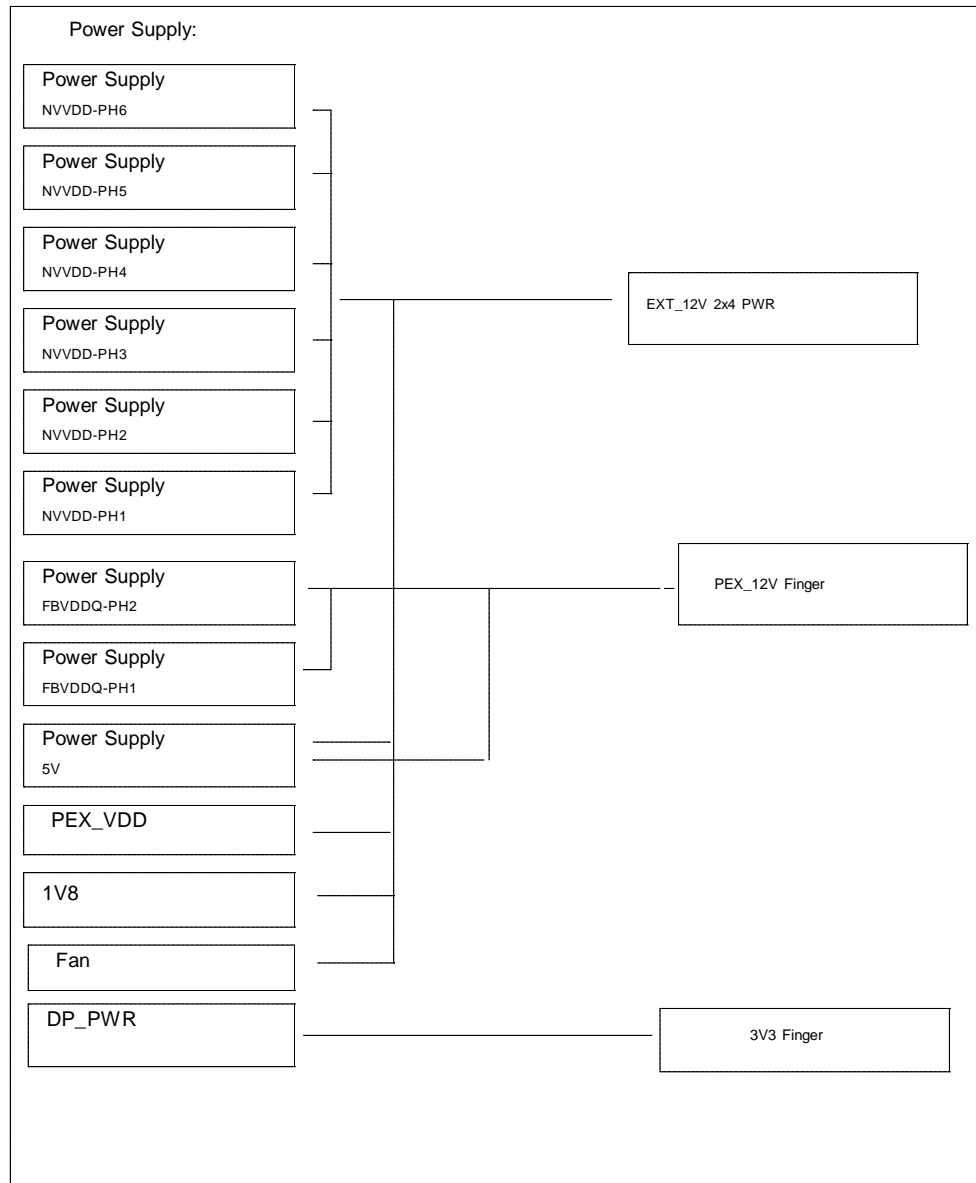 Power Supply:
Power Supply
NVVDD-PH6
Power Supply
NVVDD-PH5
Power Supply
NVVDD-PH4
Power Supply
NVVDD-PH3
Power Supply
NVVDD-PH2
Power Supply
NVVDD-PH1
Power Supply
FBVDDQ-PH2
Power Supply
FBVDDQ-PH1
Power Supply
5V
PEX_VDD
1V8
Fan
DP_PWR
EXT_12V 2x4 PWR
PEX_12V Finger
3V3 Finger